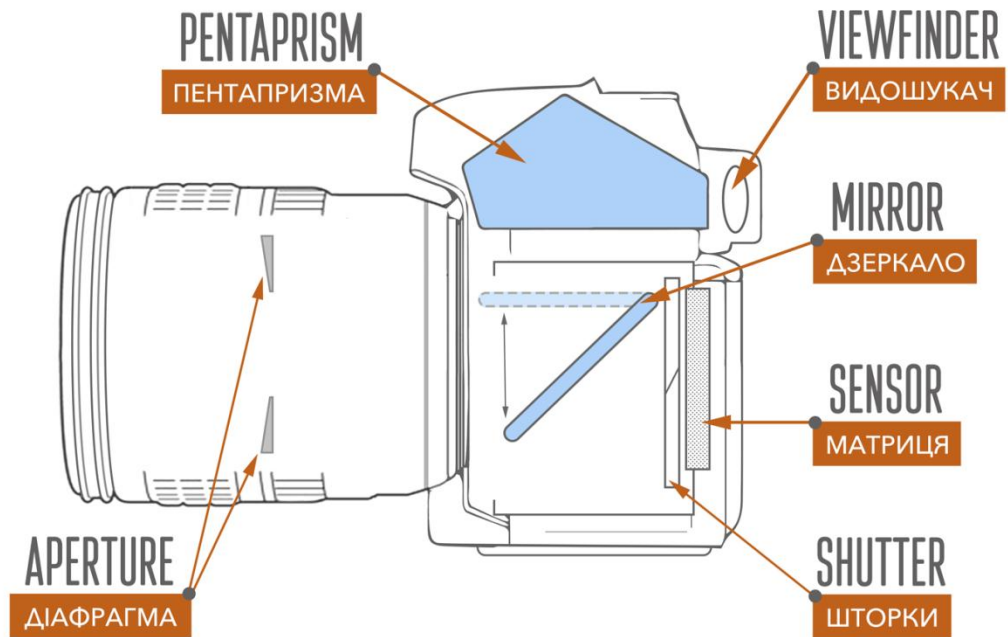 PENTAPRISM
ПЕНТАПРИЗМА
VIEWFINDER
ВИДОШУКАЧ
MIRROR
ДЗЕРКАЛО
SENSOR
МАТРИЦЯ
APERTURE
ДІАФРАГМА
SHUTTER
ШТОРКИ